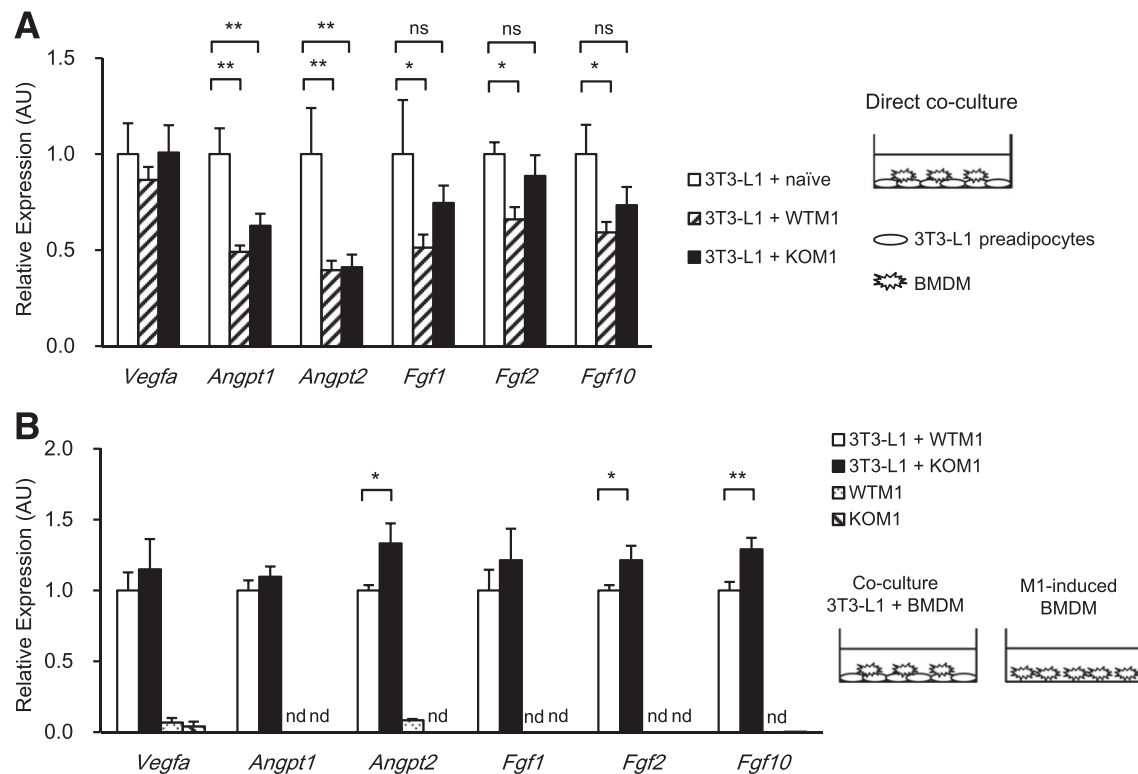 A
** ** ns ns ns
** ** * * *
1.5
1.0
0.5
0.0
Relative Expression (AU)
Vegfa Angpt1 Angpt2 Fgf1 Fgf2 Fgf10
3T3-L1 + naïve
3T3-L1 + WTM1
3T3-L1 + KOM1
Direct co-culture
3T3-L1 preadipocytes
BMDM
B
2.0
1.5
1.0
0.5
0.0
Relative Expression (AU)
* * **
nd nd nd nd nd nd nd nd
Vegfa Angpt1 Angpt2 Fgf1 Fgf2 Fgf10
3T3-L1 + WTM1
3T3-L1 + KOM1
WTM1
KOM1
Co-culture
3T3-L1 + BMDM
M1-induced
BMDM